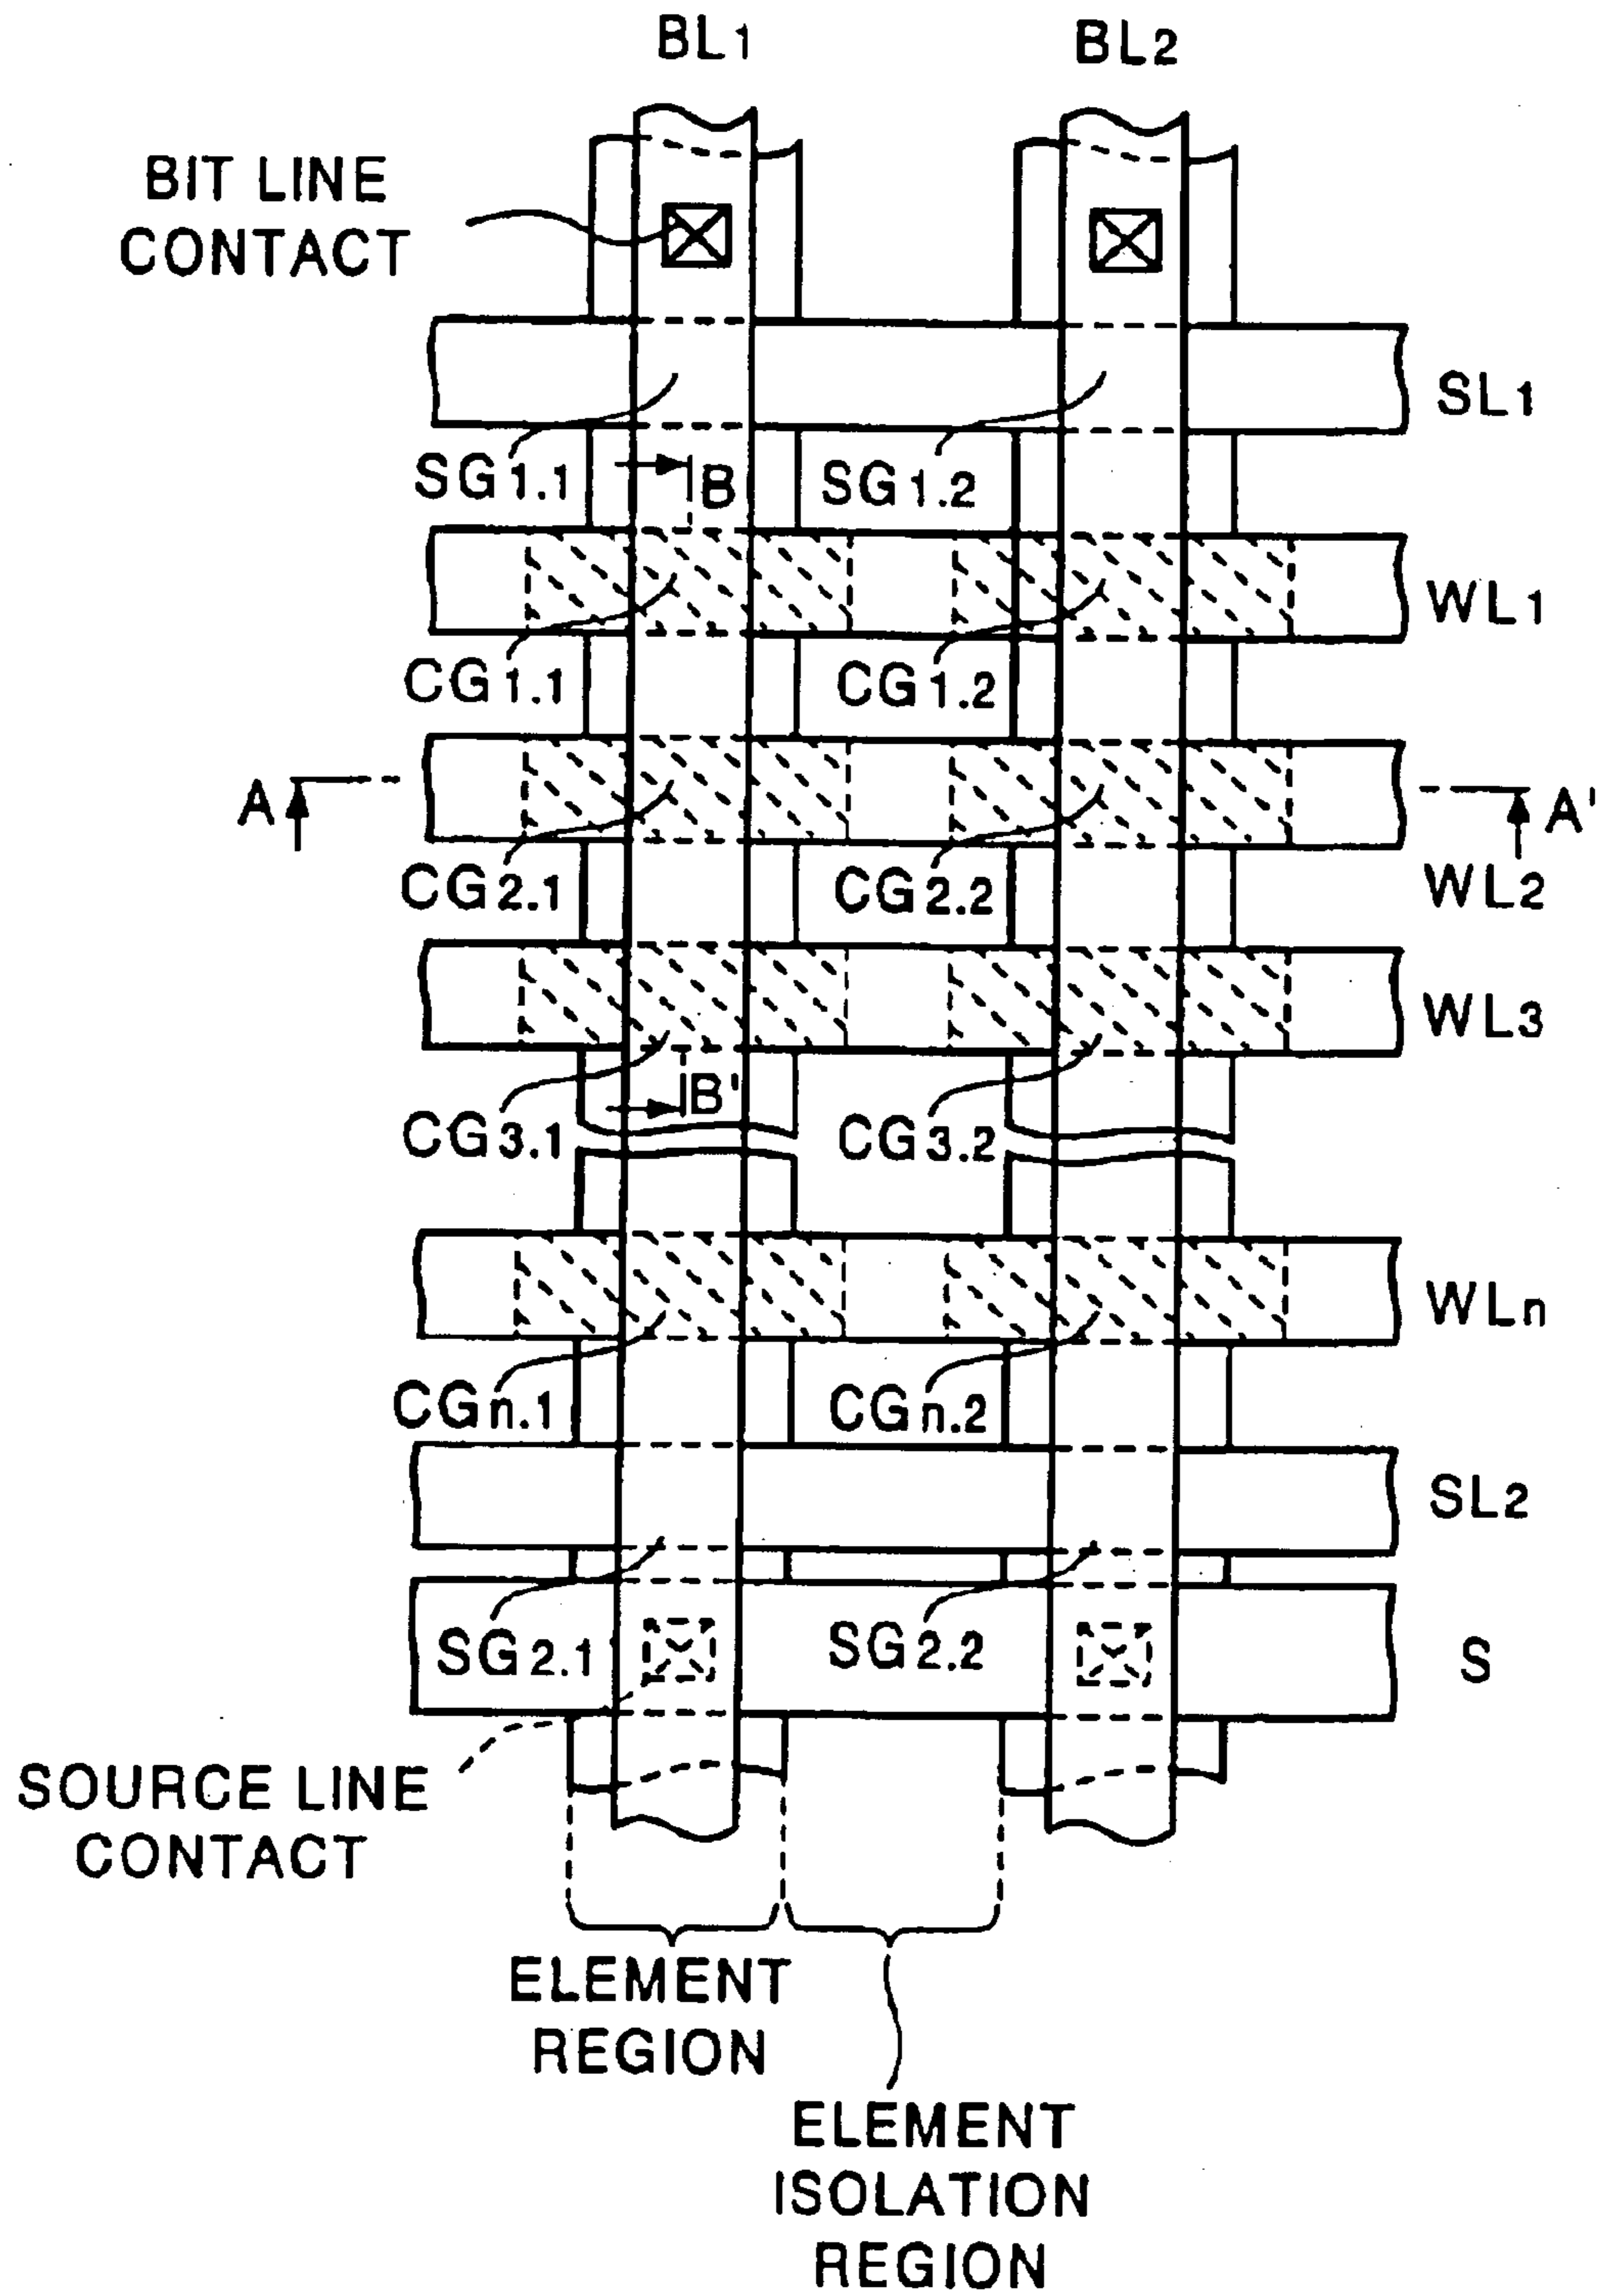 BL1
BL2
BIT LINE
CONTACT
SL1
SG1.1
B
SG1.2
WL1
CG1.1
CG1.2
A
A'
CG2.1
CG2.2
WL2
WL3
B'
CG3.1
CG3.2
WLn
CGn.1
CGn.2
SL2
SG2.1
SG2.2
S
SOURCE LINE
CONTACT
ELEMENT
REGION
ELEMENT
ISOLATION
REGION